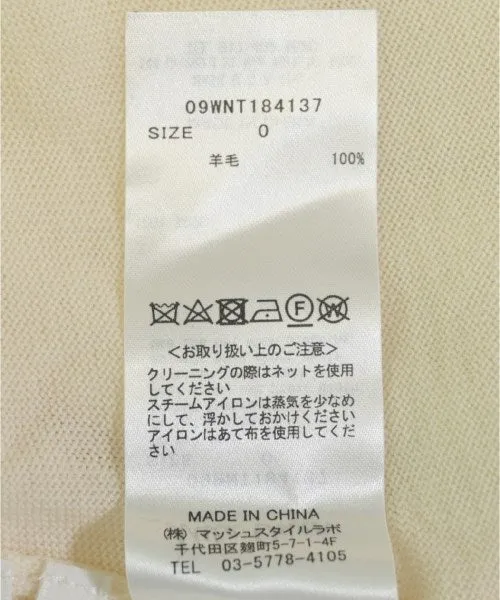 09WNT184137
SIZE 0
羊毛 100%
P
W
<お取り扱い上のご注意>
クリーニングの際はネットを使用
してください
スチームアイロンは蒸気を少なめ
にして、浮かしておかけください
アイロンはあて布を使用してくだ
さい
MADE IN CHINA
(株) マッシュスタイルラボ
千代田区麹町5-7-1-4F
TEL 03-5778-4105